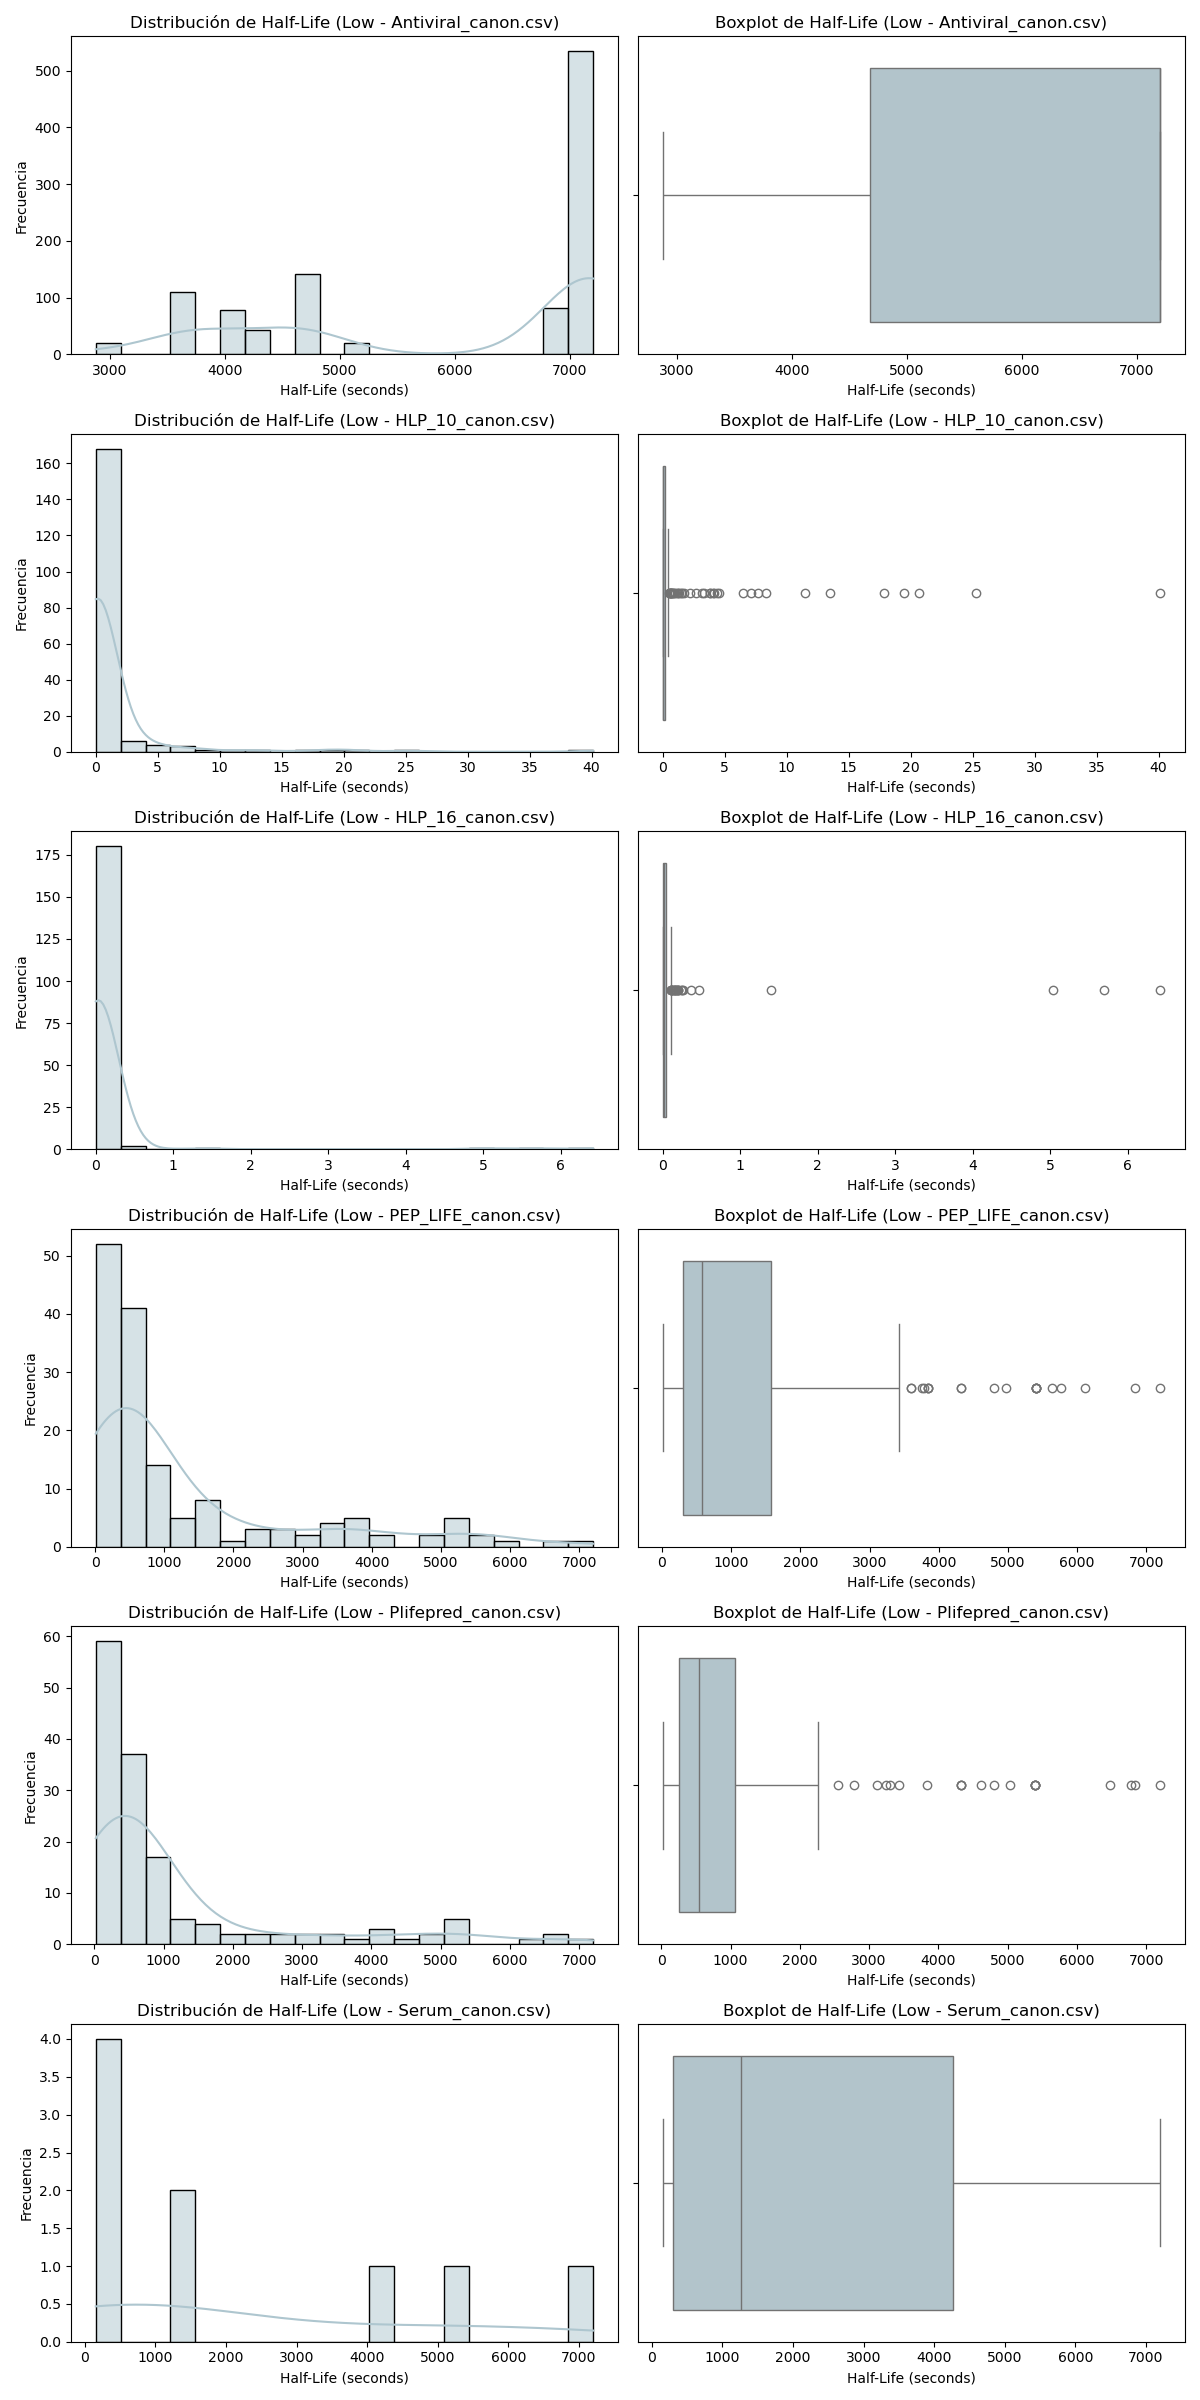 Distribución de Half-Life (Low - Antiviral_canon.csv)
Boxplot de Half-Life (Low - Antiviral_canon.csv)
Frecuencia
500
400
300
200
100
0
3000 4000 5000 6000 7000
3000 4000 5000 6000 7000
Half-Life (seconds)
Half-Life (seconds)
Distribución de Half-Life (Low - HLP_10_canon.csv)
Boxplot de Half-Life (Low - HLP_10_canon.csv)
Frecuencia
160
140
120
100
80
60
40
20
0
0 5 10 15 20 25 30 35 40
0 5 10 15 20 25 30 35 40
Half-Life (seconds)
Half-Life (seconds)
Distribución de Half-Life (Low - HLP_16_canon.csv)
Boxplot de Half-Life (Low - HLP_16_canon.csv)
Frecuencia
175
150
125
100
75
50
25
0
0 1 2 3 4 5 6
0 1 2 3 4 5 6
Half-Life (seconds)
Half-Life (seconds)
Distribución de Half-Life (Low - PEP_LIFE_canon.csv)
Boxplot de Half-Life (Low - PEP_LIFE_canon.csv)
Frecuencia
50
40
30
20
10
0
0 1000 2000 3000 4000 5000 6000 7000
0 1000 2000 3000 4000 5000 6000 7000
Half-Life (seconds)
Half-Life (seconds)
Distribución de Half-Life (Low - Plifepred_canon.csv)
Boxplot de Half-Life (Low - Plifepred_canon.csv)
Frecuencia
60
50
40
30
20
10
0
0 1000 2000 3000 4000 5000 6000 7000
0 1000 2000 3000 4000 5000 6000 7000
Half-Life (seconds)
Half-Life (seconds)
Distribución de Half-Life (Low - Serum_canon.csv)
Boxplot de Half-Life (Low - Serum_canon.csv)
Frecuencia
4.0
3.5
3.0
2.5
2.0
1.5
1.0
0.5
0.0
0 1000 2000 3000 4000 5000 6000 7000
0 1000 2000 3000 4000 5000 6000 7000
Half-Life (seconds)
Half-Life (seconds)